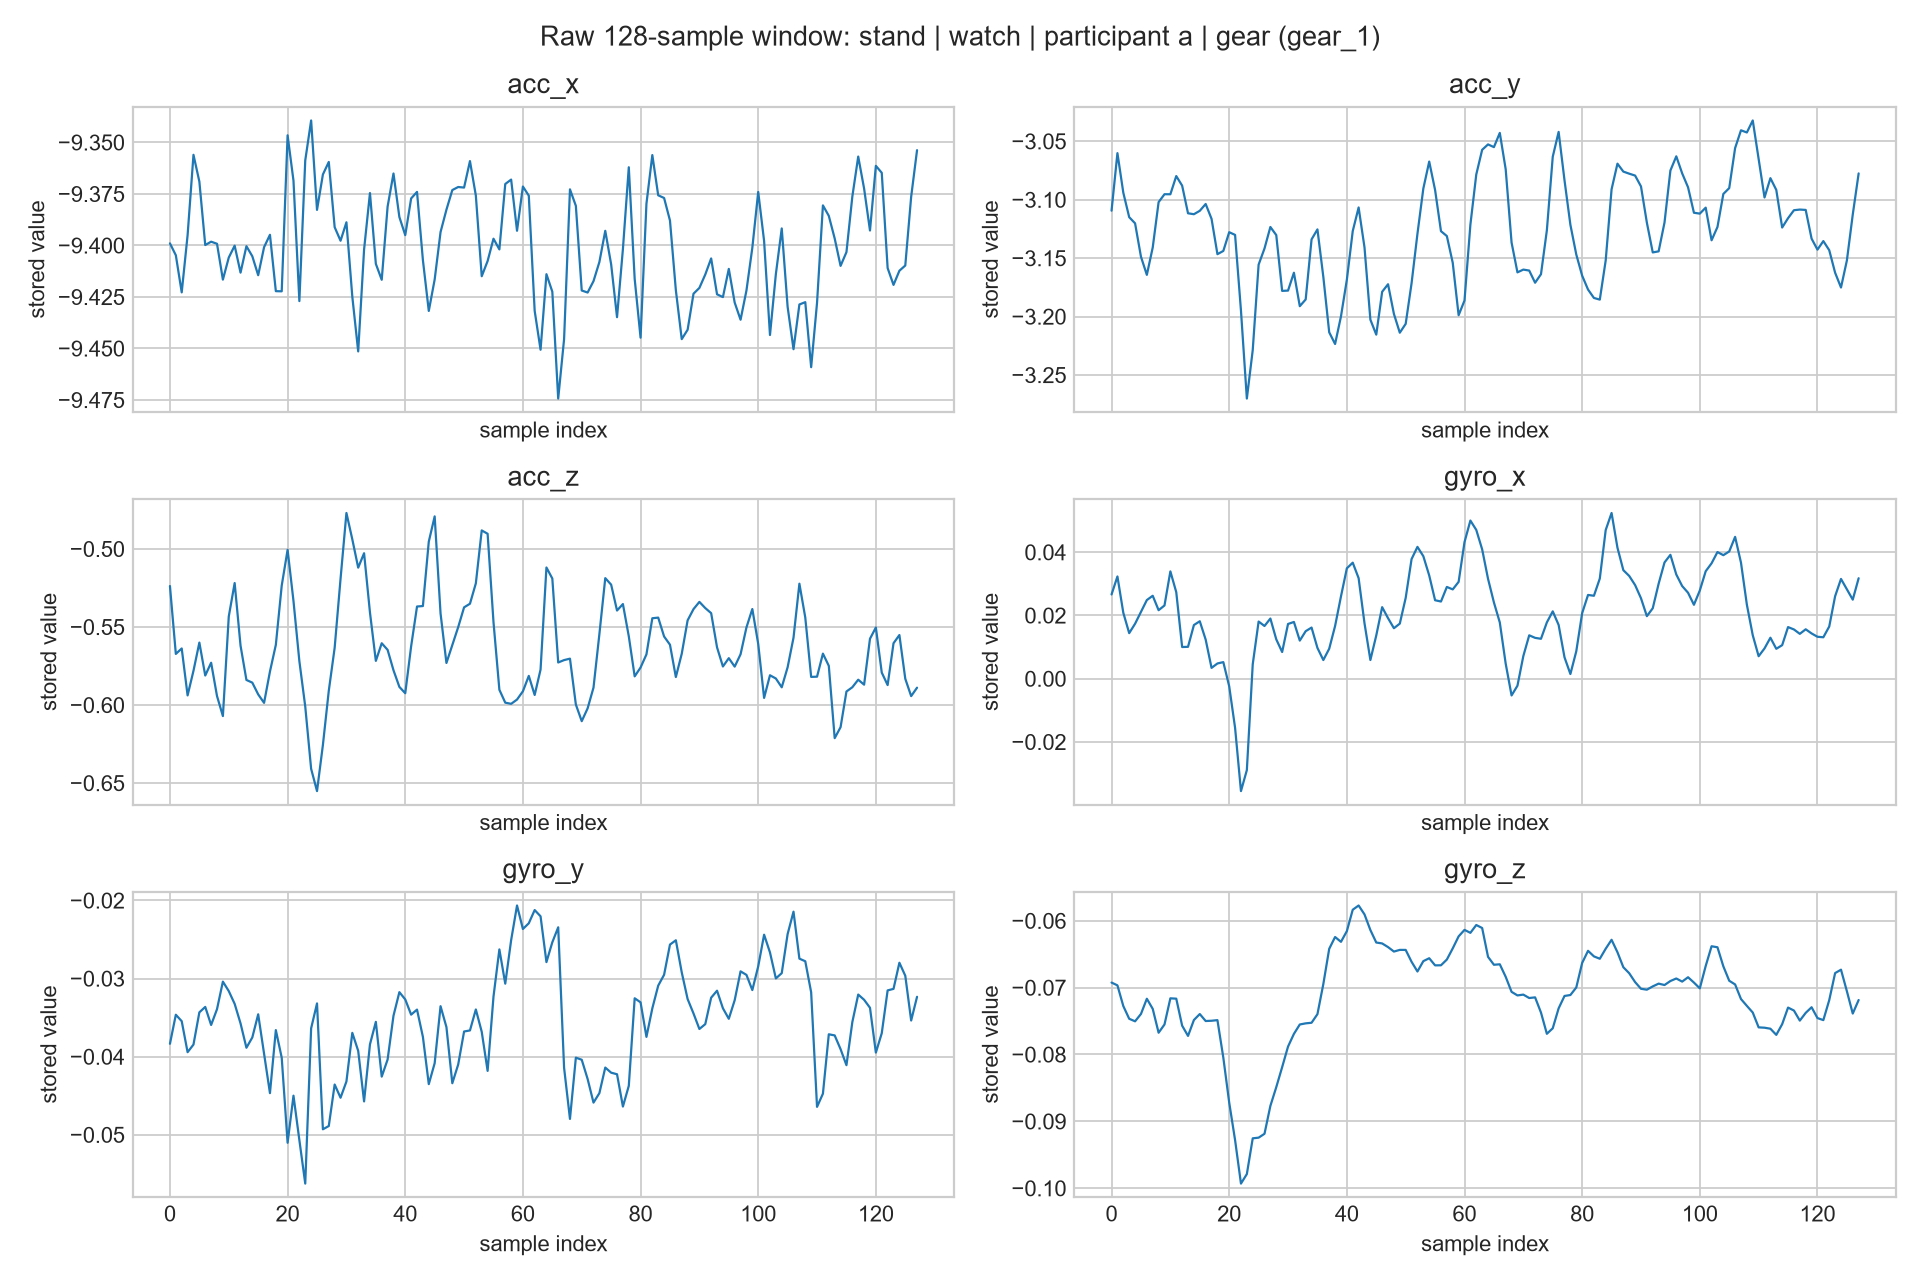 Raw 128-sample window: stand | watch | participant a | gear (gear_1)
acc_x
acc_y
−9.350
−9.375
−9.400
−9.425
−9.450
−9.475
stored value
sample index
−3.05
−3.10
−3.15
−3.20
−3.25
stored value
sample index
acc_z
gyro_x
−0.50
−0.55
−0.60
−0.65
stored value
sample index
0.04
0.02
0.00
−0.02
stored value
sample index
gyro_y
gyro_z
−0.02
−0.03
−0.04
−0.05
stored value
0 20 40 60 80 100 120
sample index
−0.06
−0.07
−0.08
−0.09
−0.10
stored value
0 20 40 60 80 100 120
sample index